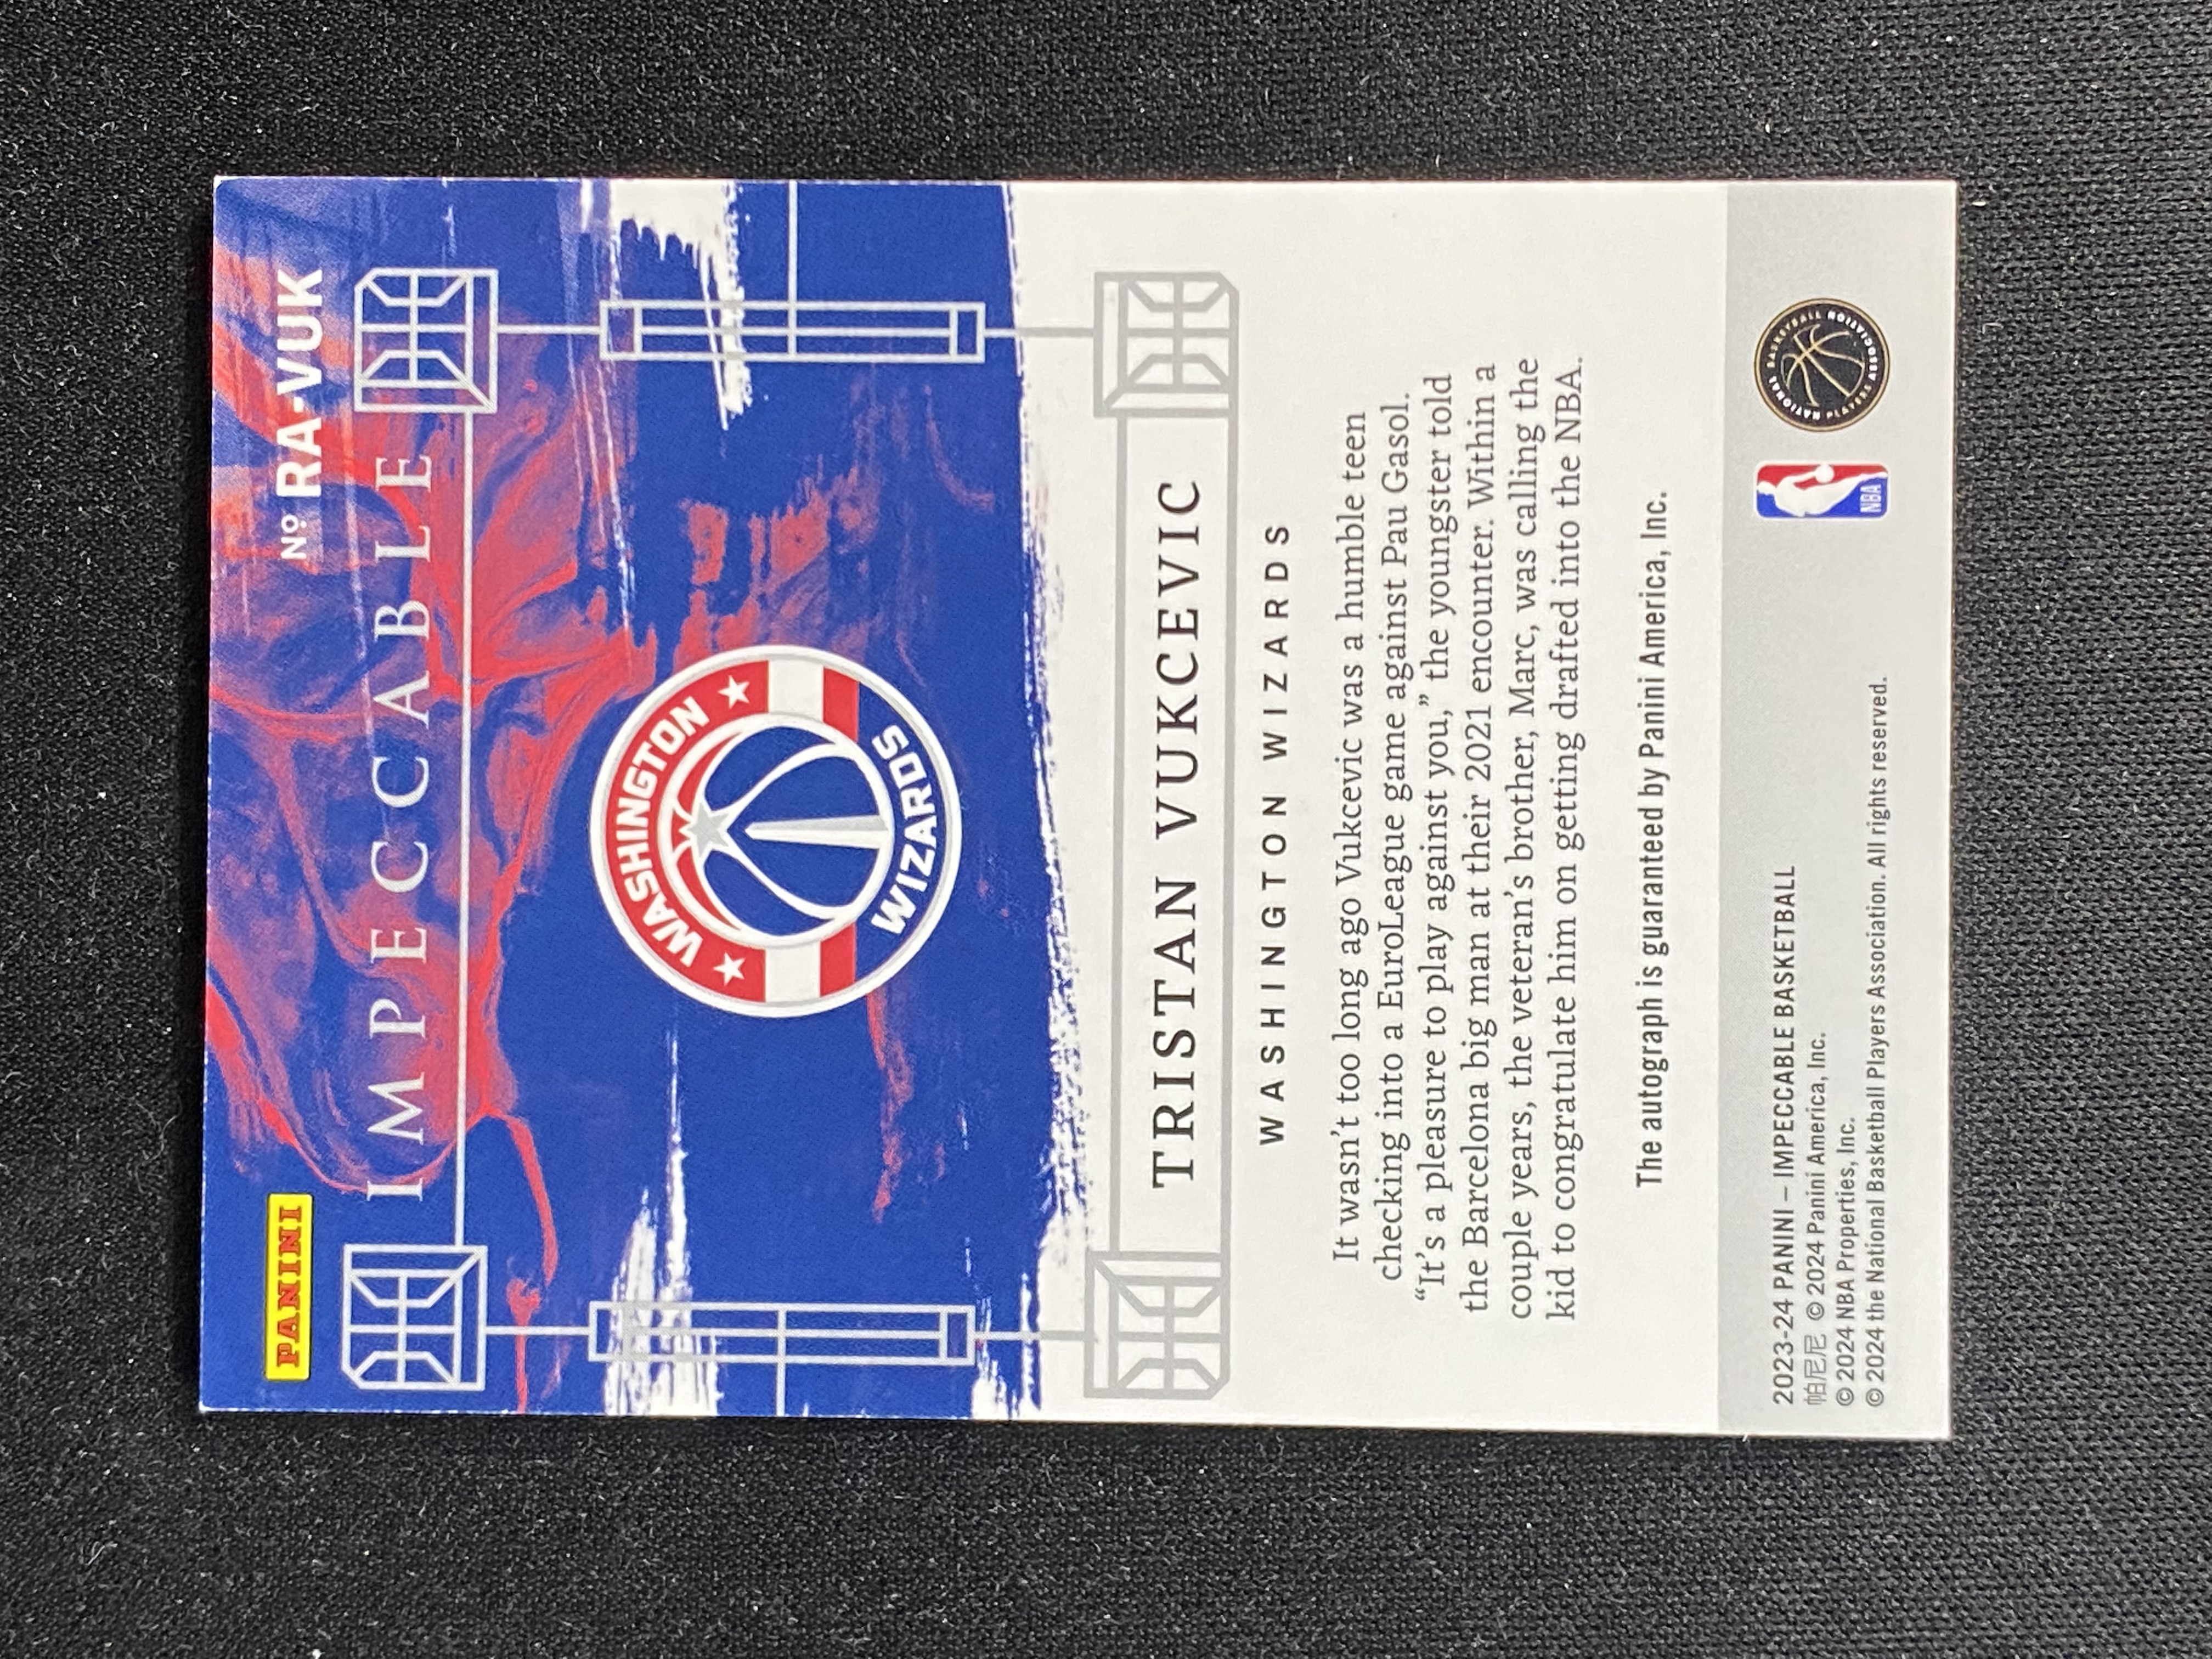 PANINI
Nº RA-VUK
IMPECCABLE
WASHINGTON
WIZARDS
TRISTAN VUKCEVIC
WASHINGTON WIZARDS
It wasn't too long ago Vukcevic was a humble teen
checking into a EuroLeague game against Pau Gasol.
“It's a pleasure to play against you,” the youngster told
the Barcelona big man at their 2021 encounter. Within a
couple years, the veteran's brother, Marc, was calling the
kid to congratulate him on getting drafted into the NBA.
The autograph is guaranteed by Panini America, Inc.
2023-24 PANINI – IMPECCABLE BASKETBALL
帕尼尼 © 2024 Panini America, Inc.
© 2024 NBA Properties, Inc.
© 2024 the National Basketball Players Association. All rights reserved.
NBA
NATIONAL BASKETBALL
PLAYERS ASSOCIATION